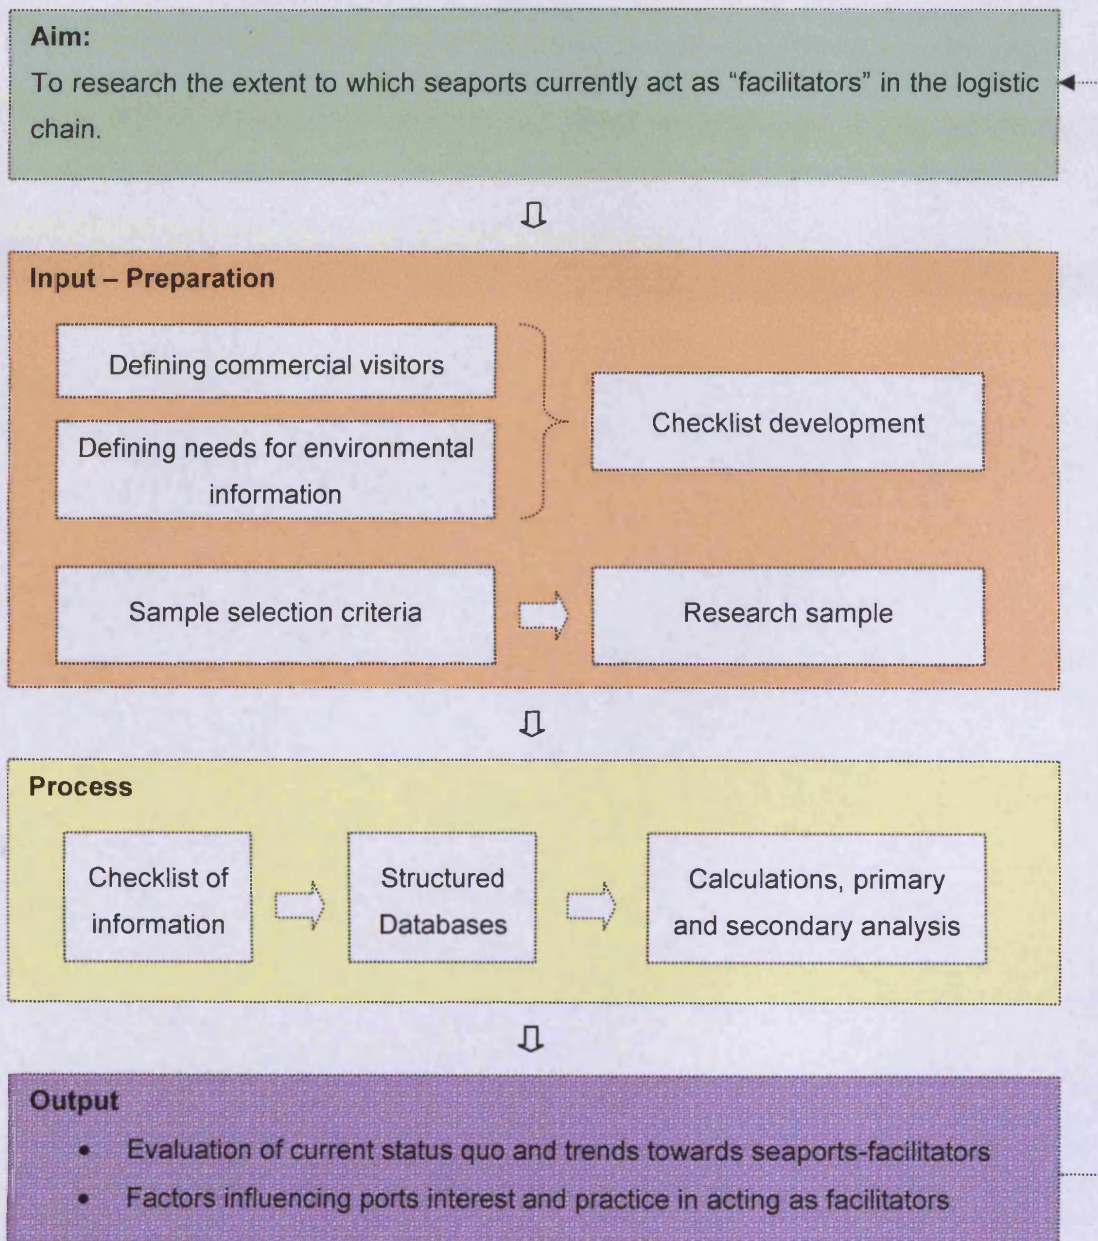 Aim:
To research the extent to which seaports currently act as “facilitators” in the logistic
chain.
Input – Preparation
Defining commercial visitors
Defining needs for environmental
information
Checklist development
Sample selection criteria
Research sample
Process
Checklist of
information
Structured
Databases
Calculations, primary
and secondary analysis
Output
• Evaluation of current status quo and trends towards seaports-facilitators
• Factors influencing ports interest and practice in acting as facilitators